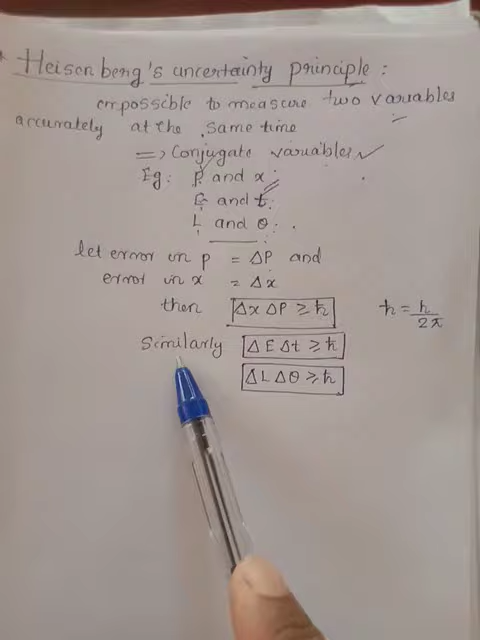 Heisenberg's uncertainty principle :
impossible to measure two variables
accurately at the same time
=> Conjugate variables ✓
Eg: P and x
E and t
L and θ
let error in p = ΔP and
error in x = Δx
then Δx ΔP ≥ ħ ħ = h/2π
Similarly ΔE Δt ≥ ħ
ΔL Δθ ≥ ħ